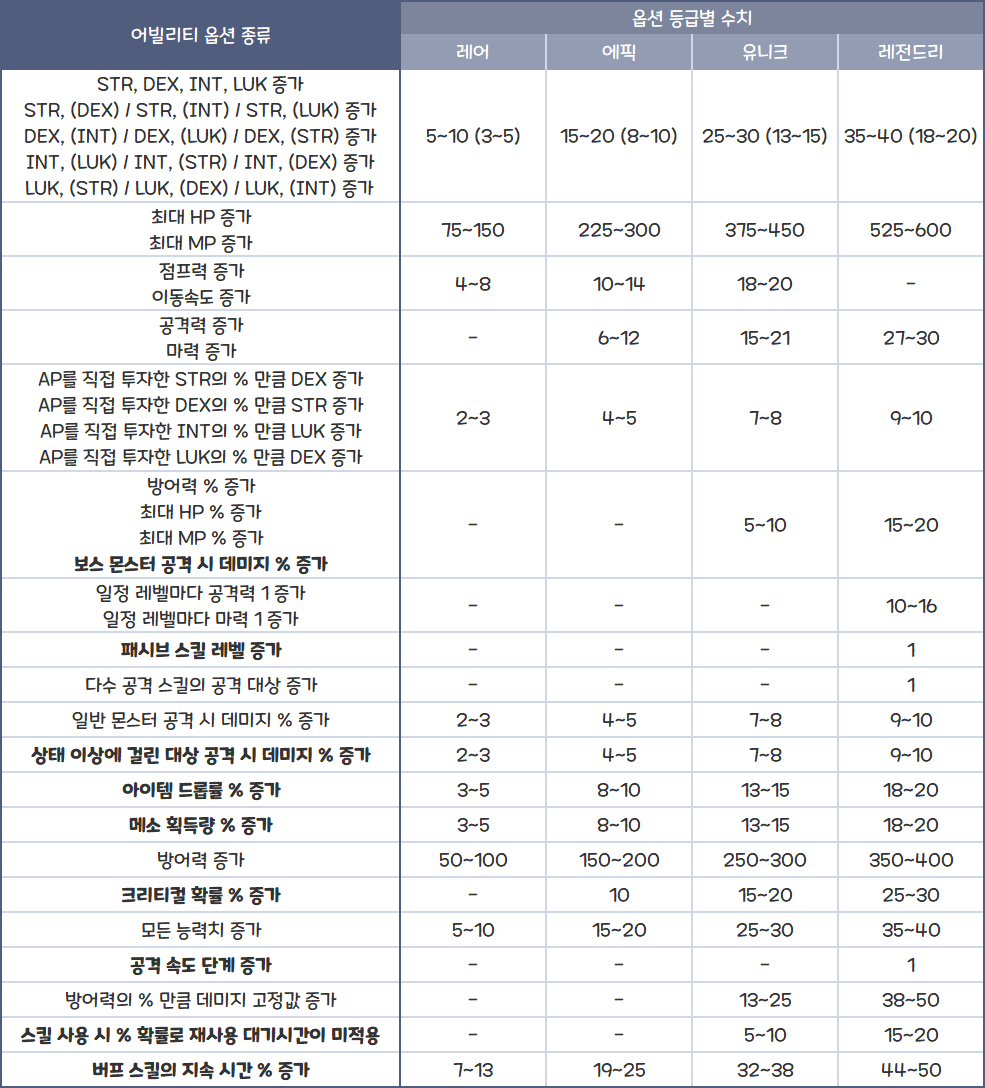 어빌리티 옵션 종류
옵션 등급별 수치
레어 에픽 유니크 레전드리
STR, DEX, INT, LUK 증가
STR, (DEX) / STR, (INT) / STR, (LUK) 증가
DEX, (INT) / DEX, (LUK) / DEX, (STR) 증가
INT, (LUK) / INT, (STR) / INT, (DEX) 증가
LUK, (STR) / LUK, (DEX) / LUK, (INT) 증가
5~10 (3~5) 15~20 (8~10) 25~30 (13~15) 35~40 (18~20)
최대 HP 증가
최대 MP 증가
75~150 225~300 375~450 525~600
점프력 증가
이동속도 증가
4~8 10~14 18~20 -
공격력 증가
마력 증가
- 6~12 15~21 27~30
AP를 직접 투자한 STR의 % 만큼 DEX 증가
AP를 직접 투자한 DEX의 % 만큼 STR 증가
AP를 직접 투자한 INT의 % 만큼 LUK 증가
AP를 직접 투자한 LUK의 % 만큼 DEX 증가
2~3 4~5 7~8 9~10
방어력 % 증가
최대 HP % 증가
최대 MP % 증가
보스 몬스터 공격 시 데미지 % 증가
- - 5~10 15~20
일정 레벨마다 공격력 1 증가
일정 레벨마다 마력 1 증가
- - - 10~16
패시브 스킬 레벨 증가 - - - 1
다수 공격 스킬의 공격 대상 증가 - - - 1
일반 몬스터 공격 시 데미지 % 증가 2~3 4~5 7~8 9~10
상태 이상에 걸린 대상 공격 시 데미지 % 증가 2~3 4~5 7~8 9~10
아이템 드롭률 % 증가 3~5 8~10 13~15 18~20
메소 획득량 % 증가 3~5 8~10 13~15 18~20
방어력 증가 50~100 150~200 250~300 350~400
크리티컬 확률 % 증가 - 10 15~20 25~30
모든 능력치 증가 5~10 15~20 25~30 35~40
공격 속도 단계 증가 - - - 1
방어력의 % 만큼 데미지 고정값 증가 - - 13~25 38~50
스킬 사용 시 % 확률로 재사용 대기시간이 미적용 - - 5~10 15~20
버프 스킬의 지속 시간 % 증가 7~13 19~25 32~38 44~50